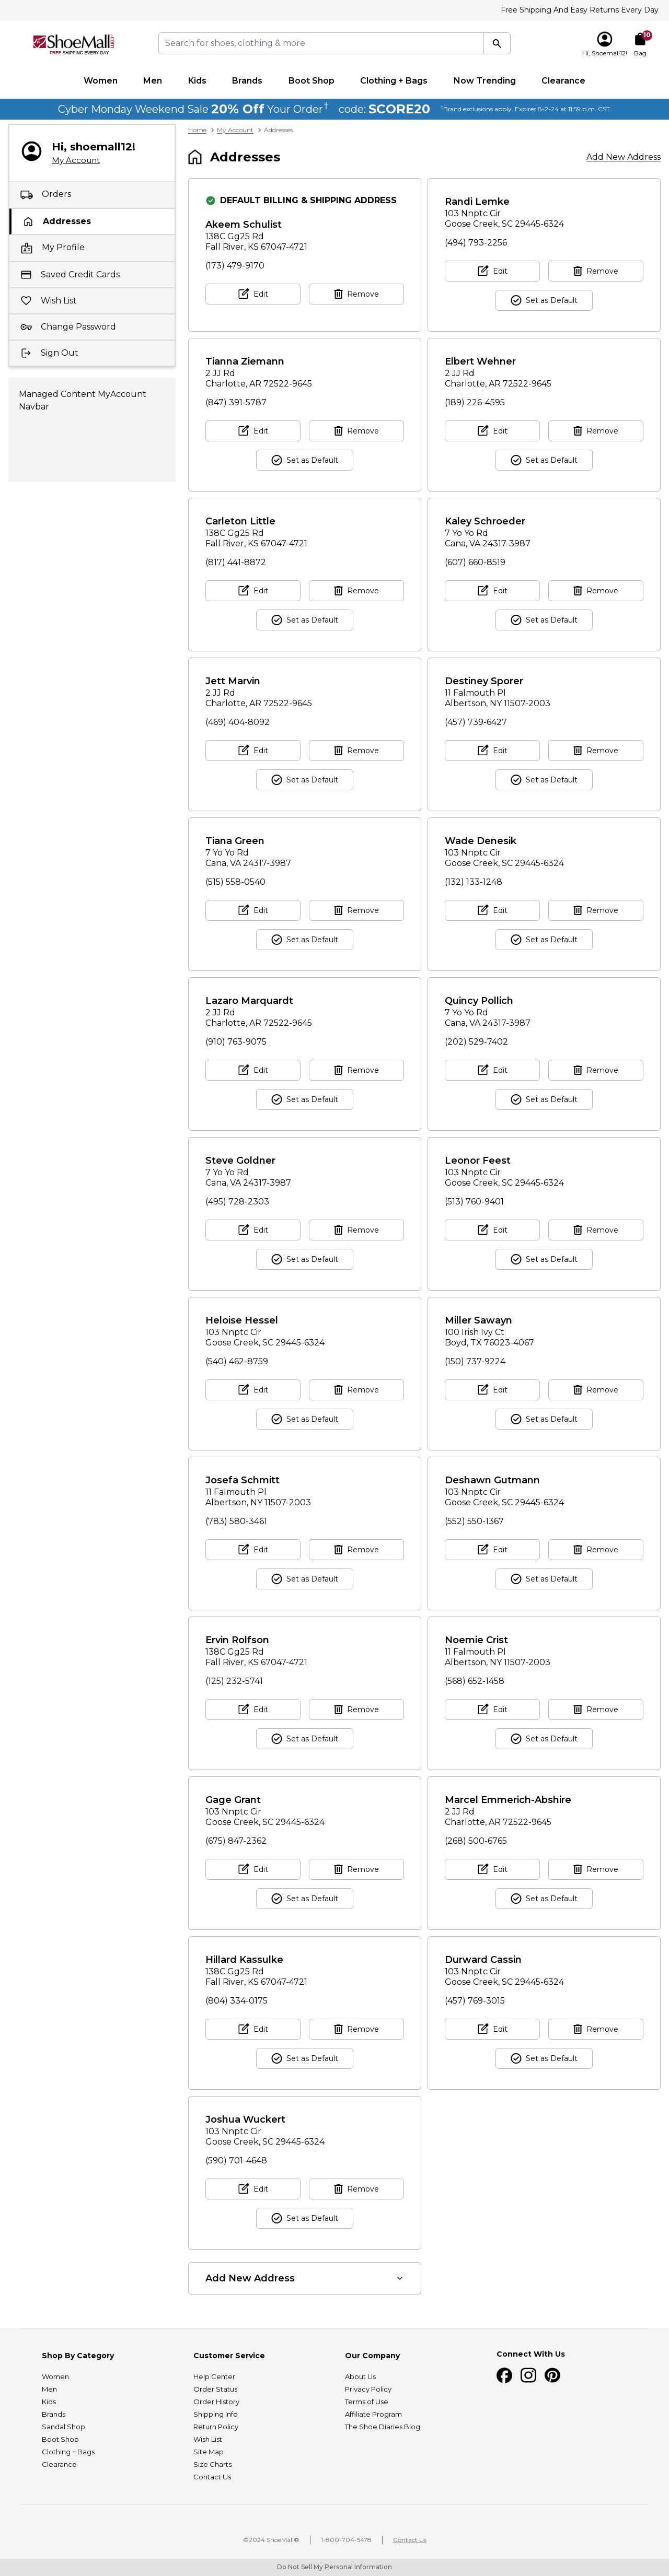 Free Shipping And Easy Returns Every Day
ShoeMall.com
FREE SHIPPING EVERY DAY
Search for shoes, clothing & more
Hi, Shoemall12!
10
Bag
Women Men Kids Brands Boot Shop Clothing + Bags Now Trending Clearance
Cyber Monday Weekend Sale 20% Off Your Order† code: SCORE20 †Brand exclusions apply. Expires 8-2-24 at 11:59 p.m. CST.
Hi, shoemall12!
My Account
Orders
Addresses
My Profile
Saved Credit Cards
Wish List
Change Password
Sign Out
Managed Content MyAccount
Navbar
Home > My Account > Addresses
Addresses
Add New Address
DEFAULT BILLING & SHIPPING ADDRESS
Akeem Schulist
138C Gg25 Rd
Fall River, KS 67047-4721
(173) 479-9170
Edit Remove
Randi Lemke
103 Nnptc Cir
Goose Creek, SC 29445-6324
(494) 793-2256
Edit Remove
Set as Default
Tianna Ziemann
2 JJ Rd
Charlotte, AR 72522-9645
(847) 391-5787
Edit Remove
Set as Default
Elbert Wehner
2 JJ Rd
Charlotte, AR 72522-9645
(189) 226-4595
Edit Remove
Set as Default
Carleton Little
138C Gg25 Rd
Fall River, KS 67047-4721
(817) 441-8872
Edit Remove
Set as Default
Kaley Schroeder
7 Yo Yo Rd
Cana, VA 24317-3987
(607) 660-8519
Edit Remove
Set as Default
Jett Marvin
2 JJ Rd
Charlotte, AR 72522-9645
(469) 404-8092
Edit Remove
Set as Default
Destiney Sporer
11 Falmouth Pl
Albertson, NY 11507-2003
(457) 739-6427
Edit Remove
Set as Default
Tiana Green
7 Yo Yo Rd
Cana, VA 24317-3987
(515) 558-0540
Edit Remove
Set as Default
Wade Denesik
103 Nnptc Cir
Goose Creek, SC 29445-6324
(132) 133-1248
Edit Remove
Set as Default
Lazaro Marquardt
2 JJ Rd
Charlotte, AR 72522-9645
(910) 763-9075
Edit Remove
Set as Default
Quincy Pollich
7 Yo Yo Rd
Cana, VA 24317-3987
(202) 529-7402
Edit Remove
Set as Default
Steve Goldner
7 Yo Yo Rd
Cana, VA 24317-3987
(495) 728-2303
Edit Remove
Set as Default
Leonor Feest
103 Nnptc Cir
Goose Creek, SC 29445-6324
(513) 760-9401
Edit Remove
Set as Default
Heloise Hessel
103 Nnptc Cir
Goose Creek, SC 29445-6324
(540) 462-8759
Edit Remove
Set as Default
Miller Sawayn
100 Irish Ivy Ct
Boyd, TX 76023-4067
(150) 737-9224
Edit Remove
Set as Default
Josefa Schmitt
11 Falmouth Pl
Albertson, NY 11507-2003
(783) 580-3461
Edit Remove
Set as Default
Deshawn Gutmann
103 Nnptc Cir
Goose Creek, SC 29445-6324
(552) 550-1367
Edit Remove
Set as Default
Ervin Rolfson
138C Gg25 Rd
Fall River, KS 67047-4721
(125) 232-5741
Edit Remove
Set as Default
Noemie Crist
11 Falmouth Pl
Albertson, NY 11507-2003
(568) 652-1458
Edit Remove
Set as Default
Gage Grant
103 Nnptc Cir
Goose Creek, SC 29445-6324
(675) 847-2362
Edit Remove
Set as Default
Marcel Emmerich-Abshire
2 JJ Rd
Charlotte, AR 72522-9645
(268) 500-6765
Edit Remove
Set as Default
Hillard Kassulke
138C Gg25 Rd
Fall River, KS 67047-4721
(804) 334-0175
Edit Remove
Set as Default
Durward Cassin
103 Nnptc Cir
Goose Creek, SC 29445-6324
(457) 769-3015
Edit Remove
Set as Default
Joshua Wuckert
103 Nnptc Cir
Goose Creek, SC 29445-6324
(590) 701-4648
Edit Remove
Set as Default
Add New Address
Shop By Category
Women
Men
Kids
Brands
Sandal Shop
Boot Shop
Clothing + Bags
Clearance
Customer Service
Help Center
Order Status
Order History
Shipping Info
Return Policy
Wish List
Site Map
Size Charts
Contact Us
Our Company
About Us
Privacy Policy
Terms of Use
Affiliate Program
The Shoe Diaries Blog
Connect With Us
©2024 ShoeMall® | 1-800-704-5478 | Contact Us
Do Not Sell My Personal Information